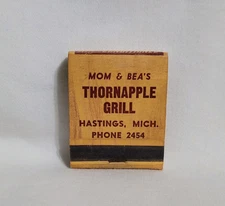 MOM & BEA'S
THORNAPPLE
GRILL
HASTINGS, MICH.
PHONE 2454